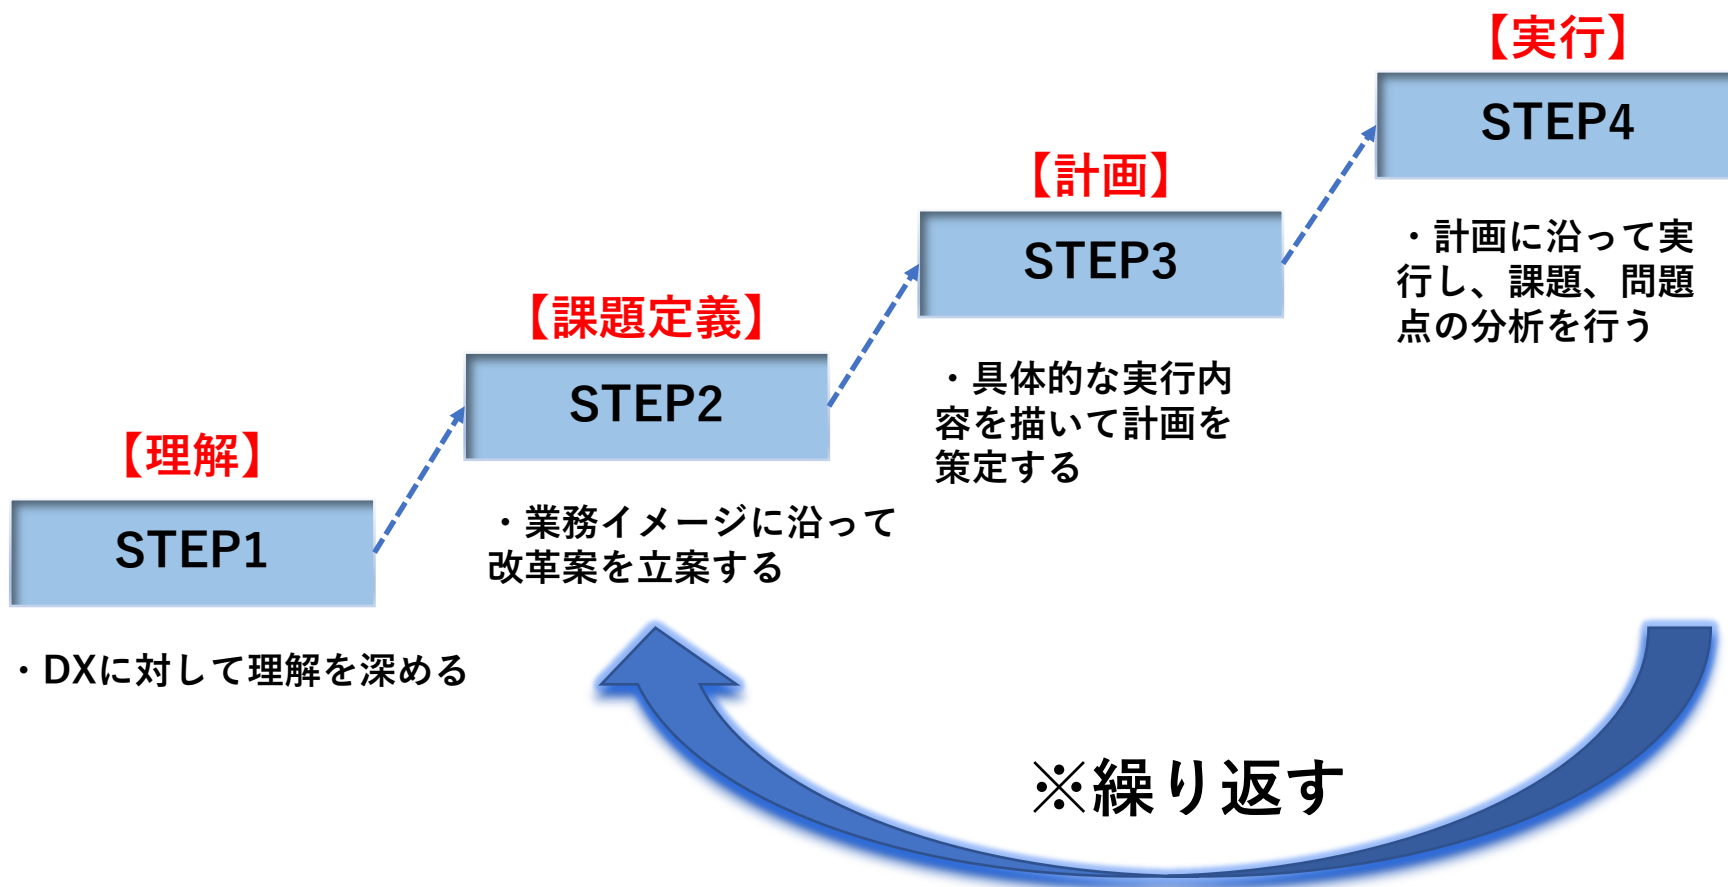 【理解】
STEP1
・DXに対して理解を深める
【課題定義】
STEP2
・業務イメージに沿って
改革案を立案する
【計画】
STEP3
・具体的な実行内
容を描いて計画を
策定する
【実行】
STEP4
・計画に沿って実
行し、課題、問題
点の分析を行う
※繰り返す